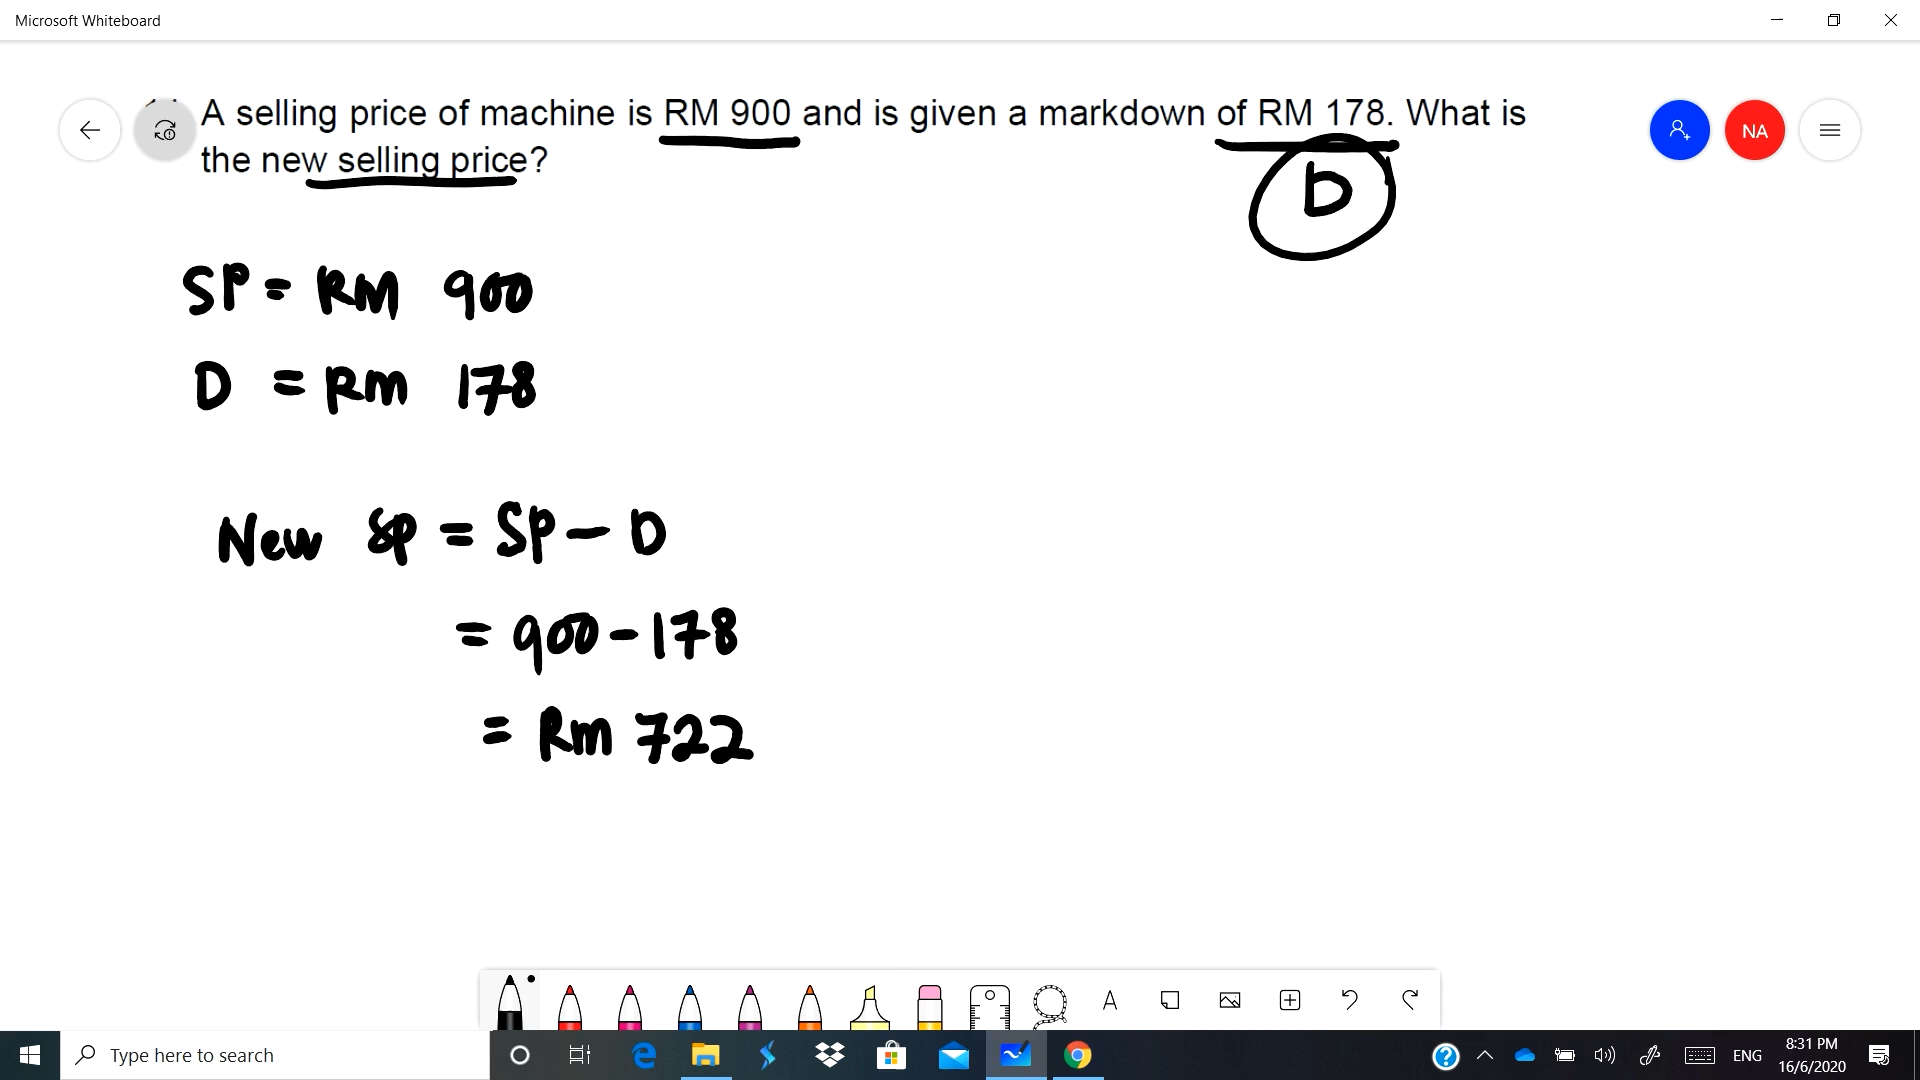 Microsoft Whiteboard
A selling price of machine is RM 900 and is given a markdown of RM 178. What is
the new selling price?
NA
D
SP = RM 900
D = Rm 178
New SP = SP - D
= 900 - 178
= Rm 722
A
Type here to search
ENG
8:31 PM
16/6/2020